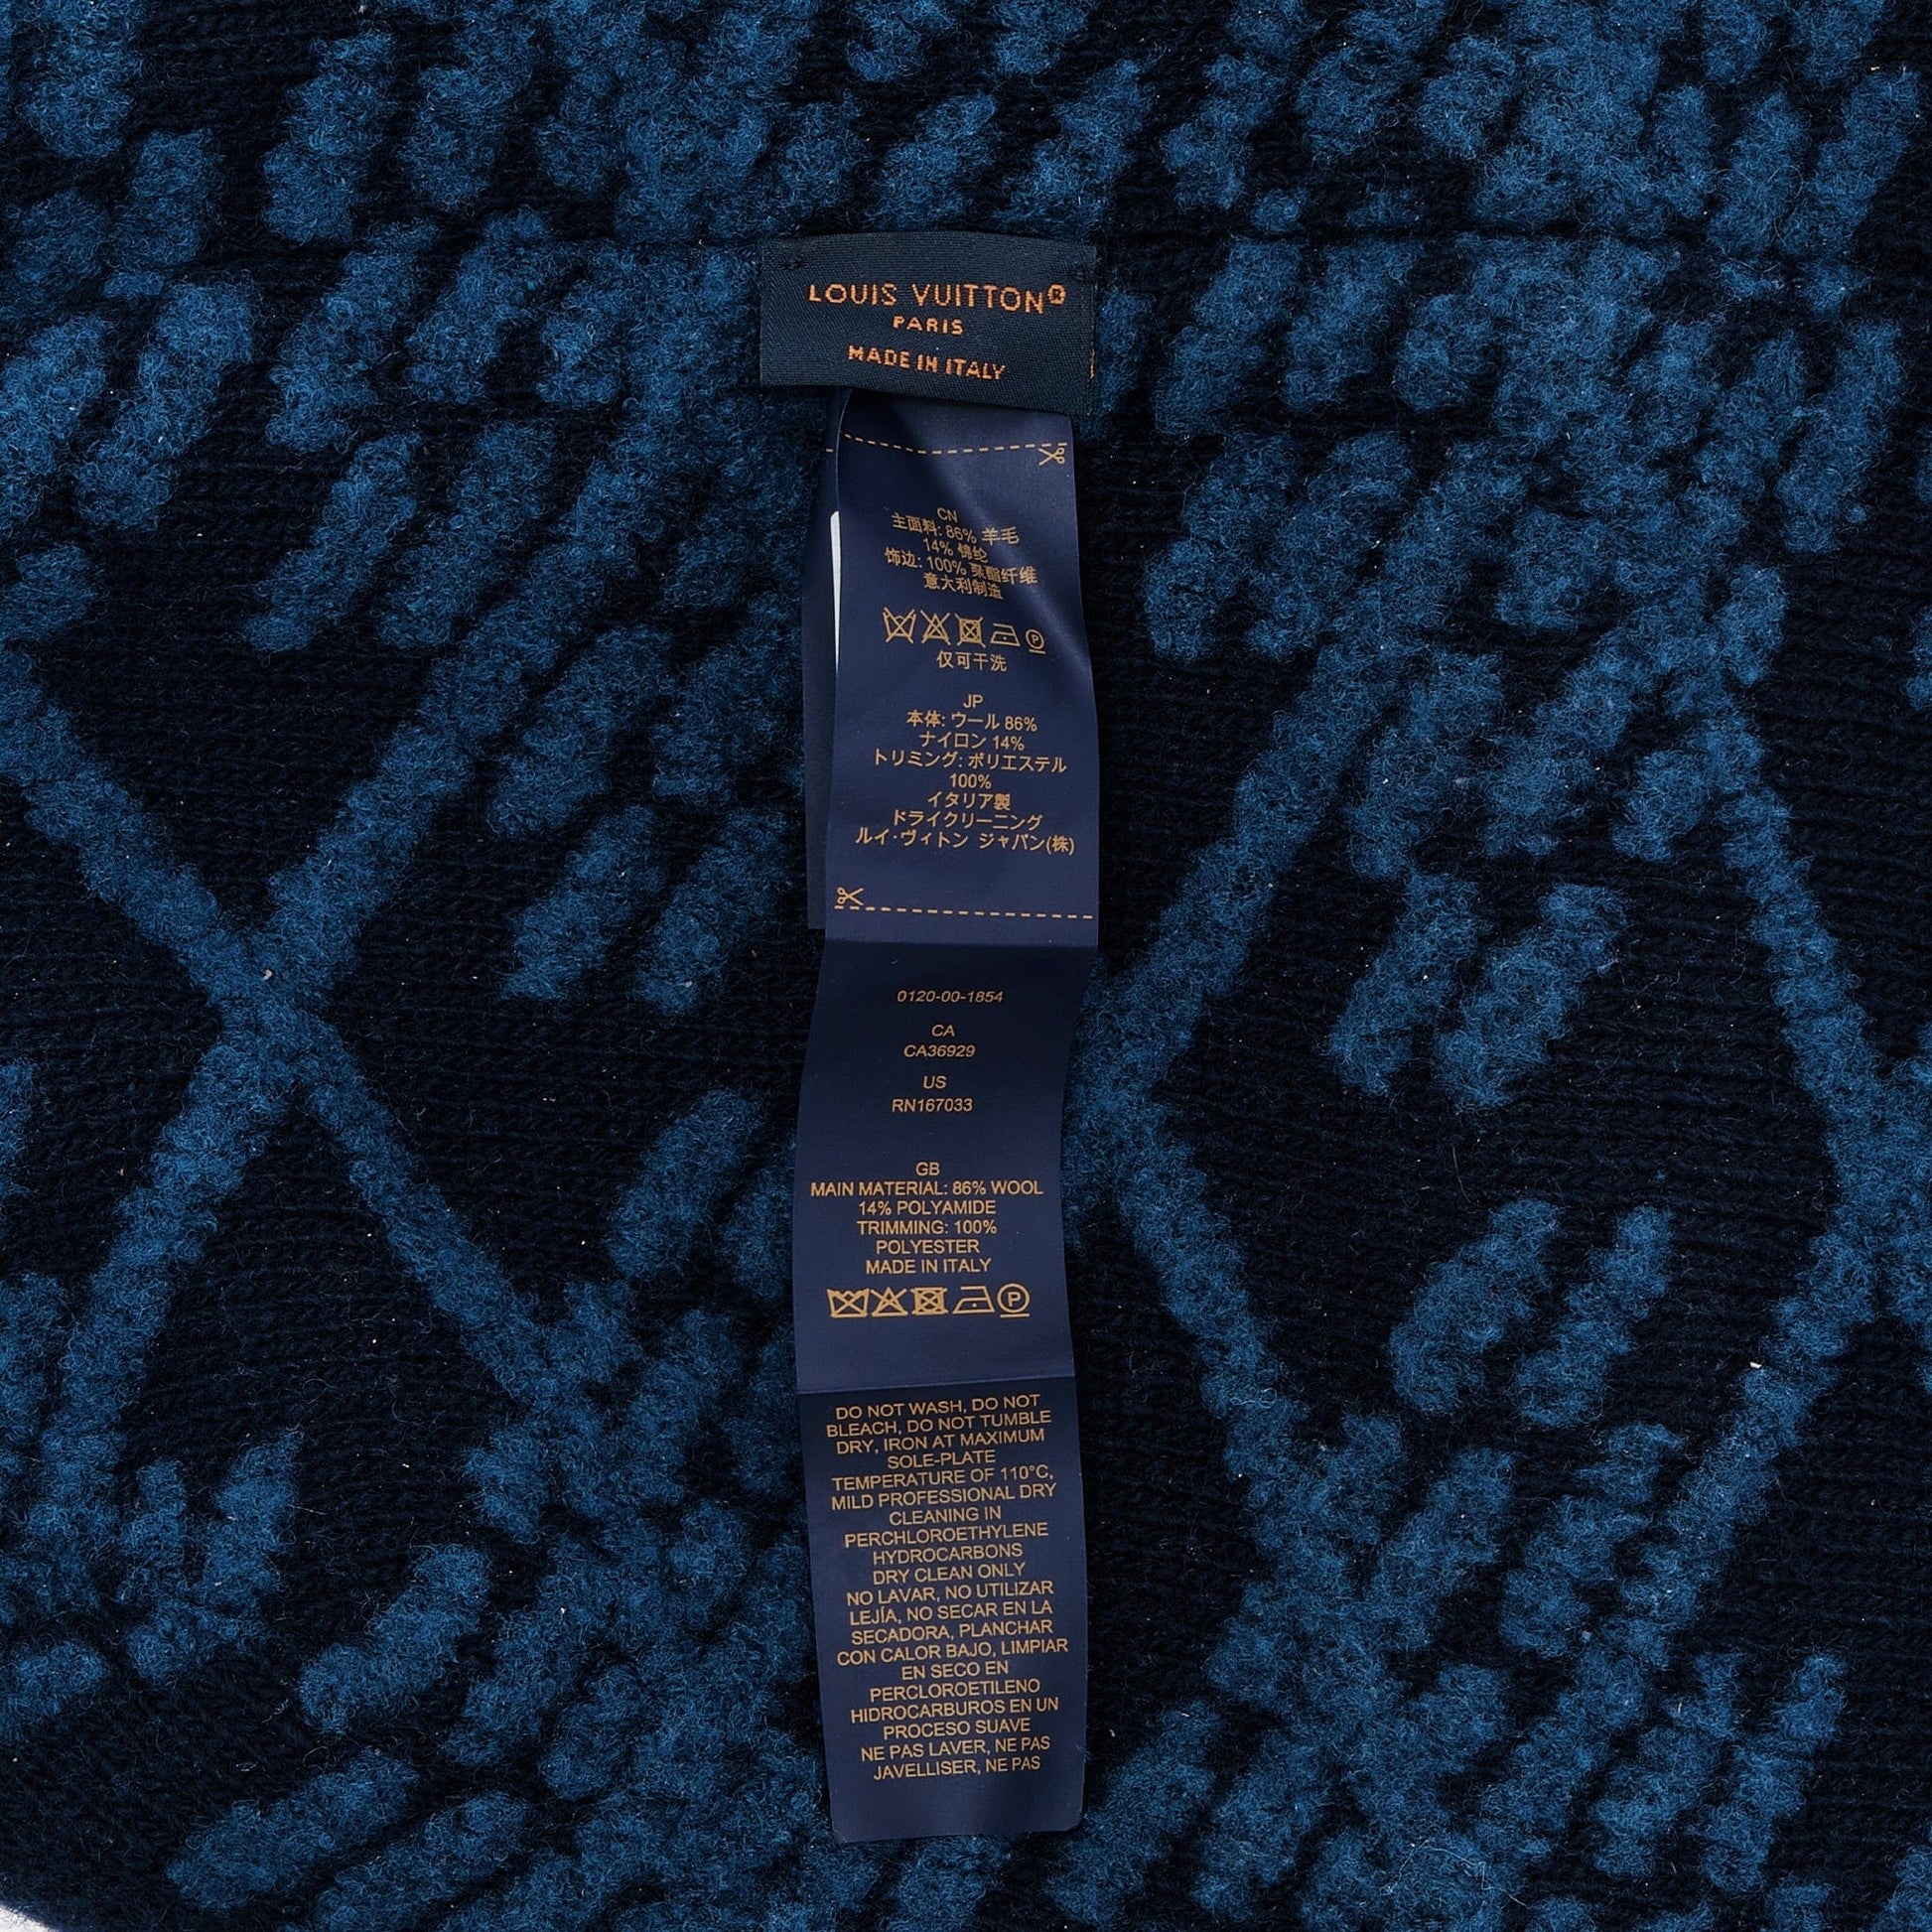 LOUIS VUITTON®
PARIS
MADE IN ITALY
CN
主面料: 86% 羊毛
14% 锦纶
饰边: 100% 聚酯纤维
意大利制造
P
仅可干洗
JP
本体: ウール 86%
ナイロン 14%
トリミング: ポリエステル
100%
イタリア製
ドライクリーニング
ルイ·ヴィトン ジャパン(株)
0120-00-1854
CA
CA36929
US
RN167033
GB
MAIN MATERIAL: 86% WOOL
14% POLYAMIDE
TRIMMING: 100%
POLYESTER
MADE IN ITALY
P
DO NOT WASH, DO NOT
BLEACH, DO NOT TUMBLE
DRY, IRON AT MAXIMUM
SOLE-PLATE
TEMPERATURE OF 110°C,
MILD PROFESSIONAL DRY
CLEANING IN
PERCHLOROETHYLENE
HYDROCARBONS
DRY CLEAN ONLY
NO LAVAR, NO UTILIZAR
LEJÍA, NO SECAR EN LA
SECADORA, PLANCHAR
CON CALOR BAJO, LIMPIAR
EN SECO EN
PERCLOROETILENO
HIDROCARBUROS EN UN
PROCESO SUAVE
NE PAS LAVER, NE PAS
JAVELLISER, NE PAS